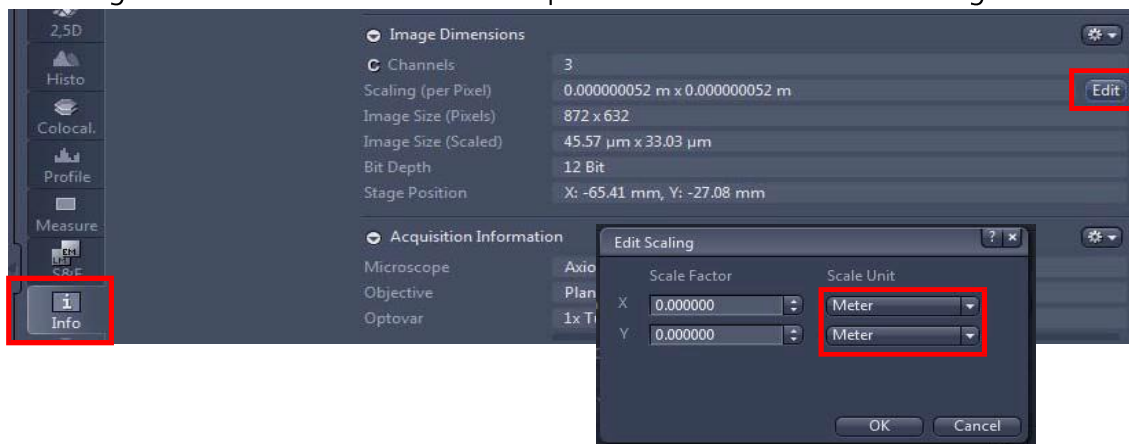 2,5D
Histo
Colocal.
Profile
Measure
Info
Image Dimensions
C Channels 3
Scaling (per Pixel) 0.000000052 m x 0.000000052 m Edit
Image Size (Pixels) 872 x 632
Image Size (Scaled) 45.57 µm x 33.03 µm
Bit Depth 12 Bit
Stage Position X: -65.41 mm, Y: -27.08 mm
Acquisition Information
Microscope Axio
Objective Plan
Optovar 1x T
Edit Scaling ? x
Scale Factor Scale Unit
X 0.000000 Meter
Y 0.000000 Meter
OK Cancel